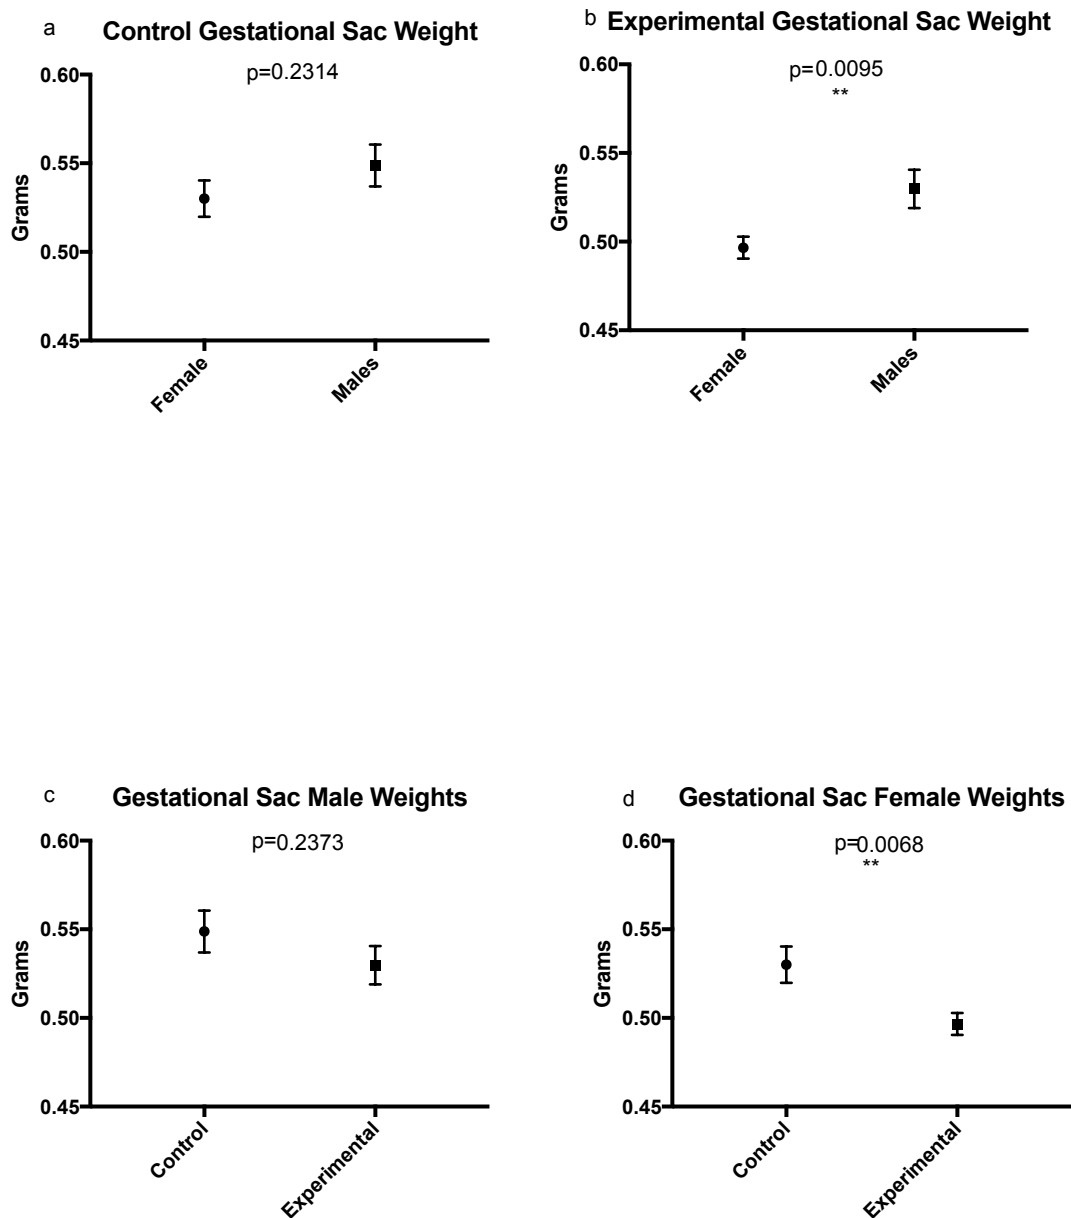 a Control Gestational Sac Weight
p=0.2314
0.60
0.55
0.50
0.45
Grams
Female
Males
b Experimental Gestational Sac Weight
p=0.0095
**
0.60
0.55
0.50
0.45
Grams
Female
Males
c Gestational Sac Male Weights
p=0.2373
0.60
0.55
0.50
0.45
Grams
Control
Experimental
d Gestational Sac Female Weights
p=0.0068
**
0.60
0.55
0.50
0.45
Grams
Control
Experimental